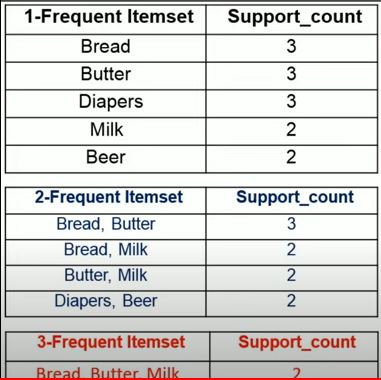 1-Frequent Itemset Support_count
Bread 3
Butter 3
Diapers 3
Milk 2
Beer 2
2-Frequent Itemset Support_count
Bread, Butter 3
Bread, Milk 2
Butter, Milk 2
Diapers, Beer 2
3-Frequent Itemset Support_count
Bread, Butter, Milk 2